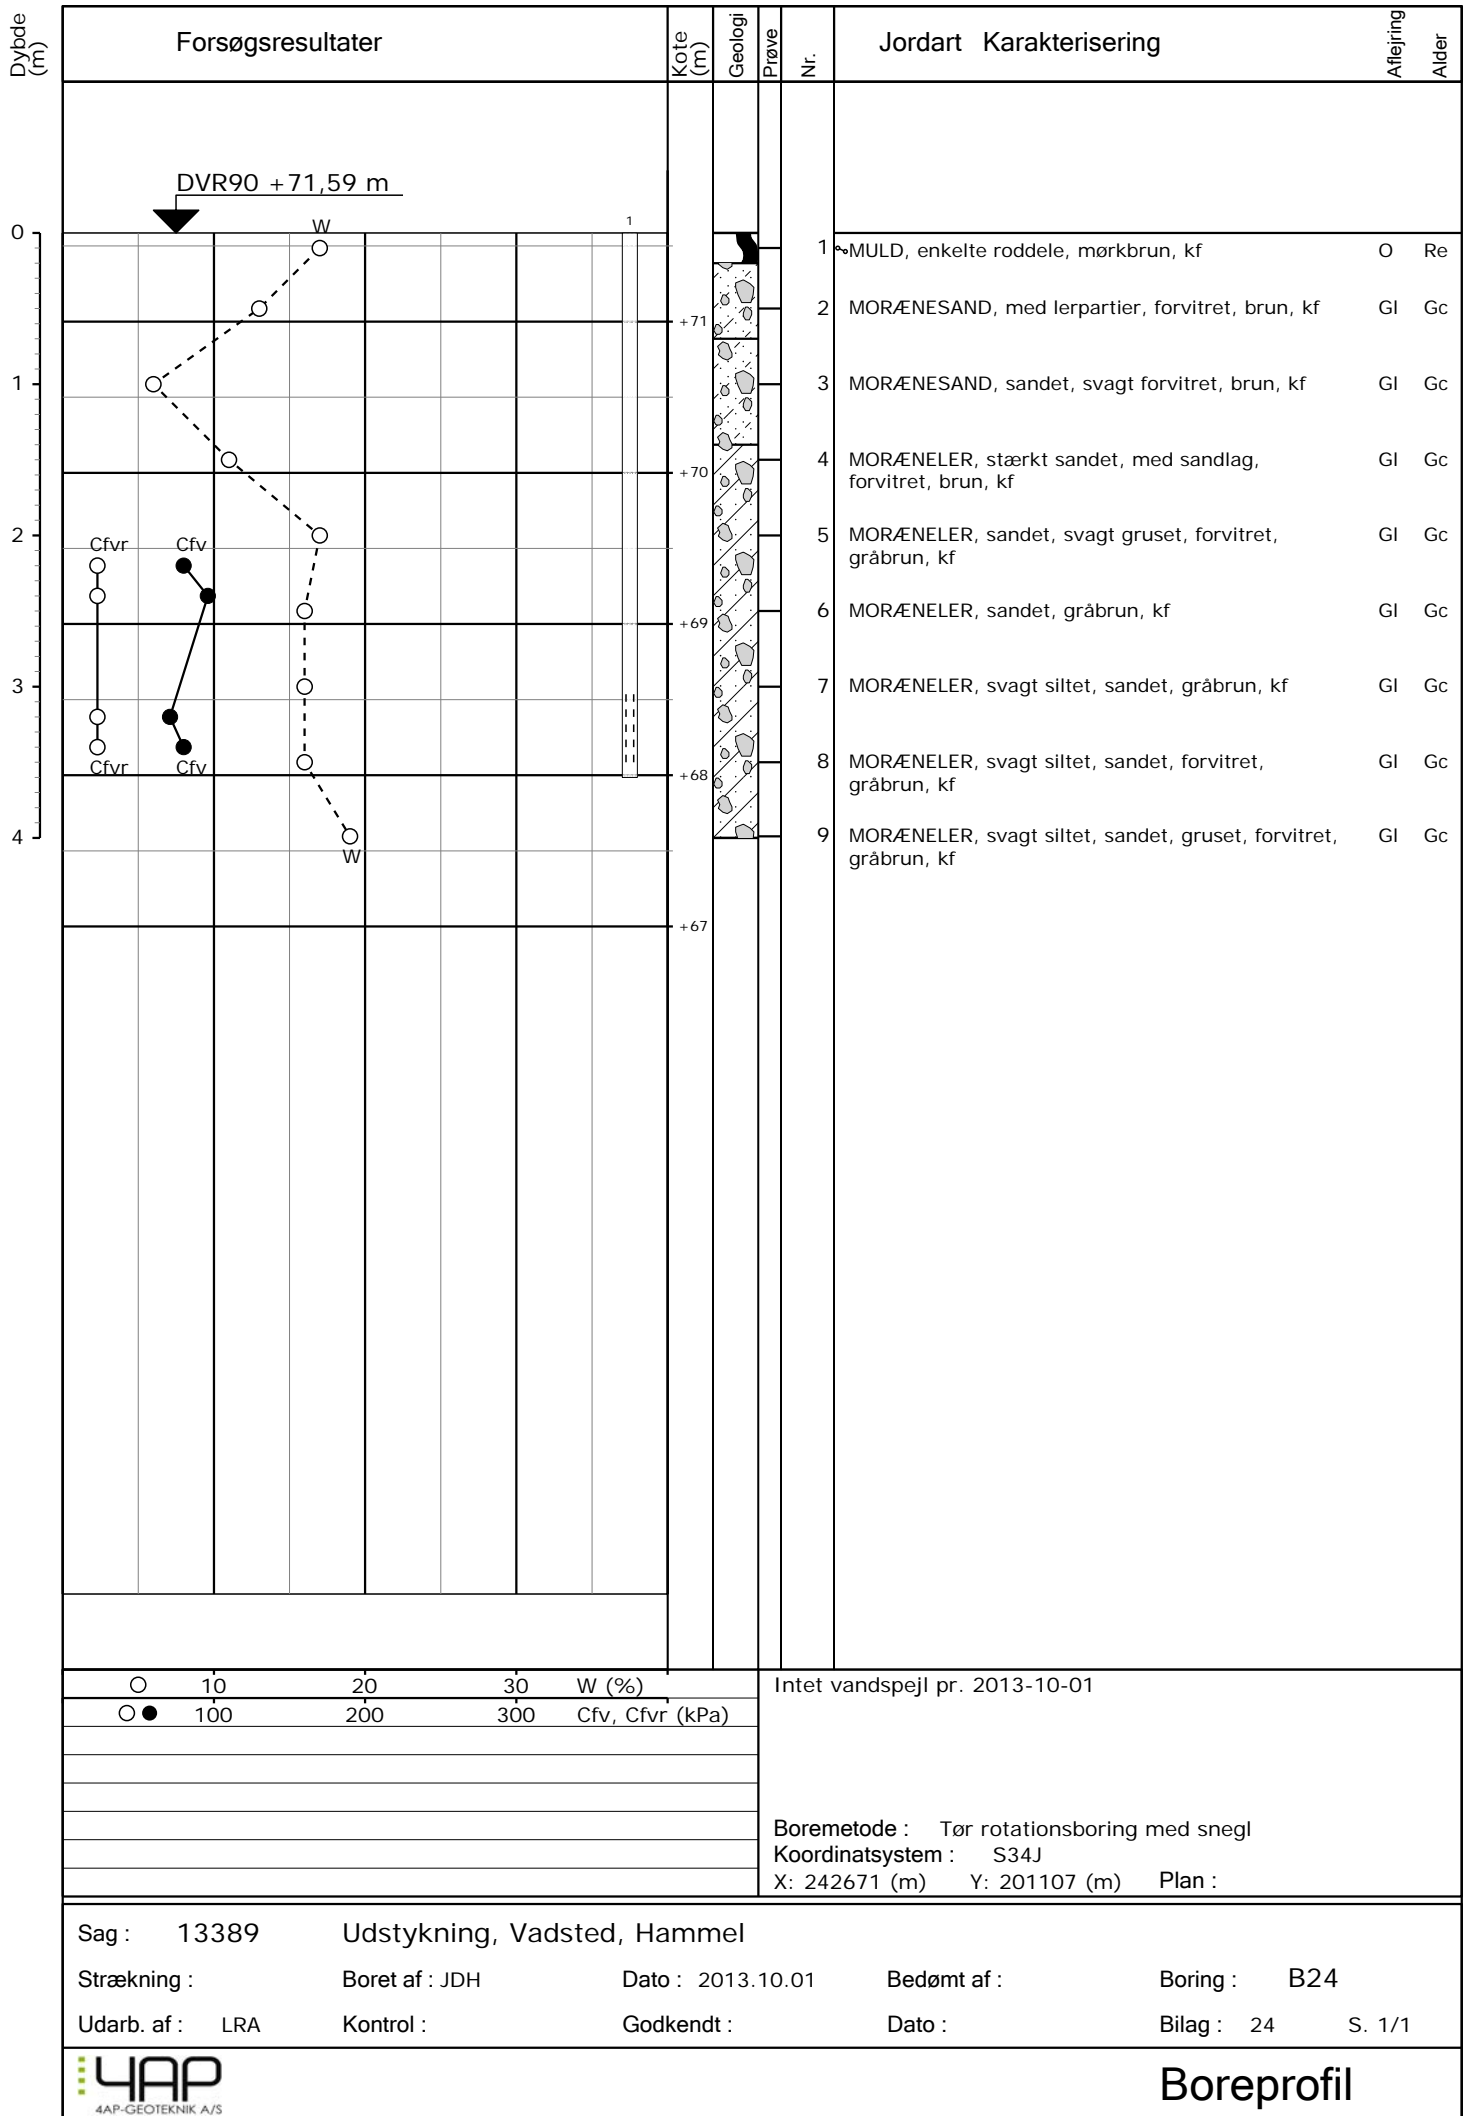 Dybde (m)
Forsøgsresultater
Kote (m)
Geologi
Prøve
Nr.
Jordart Karakterisering
Aflejring
Alder
DVR90 +71,59 m
W
1
0
1 MULD, enkelte roddele, mørkbrun, kf O Re
2 MORÆNESAND, med lerpartier, forvitret, brun, kf Gl Gc
+71
1
3 MORÆNESAND, sandet, svagt forvitret, brun, kf Gl Gc
4 MORÆNELER, stærkt sandet, med sandlag, Gl Gc
forvitret, brun, kf
+70
2
Cfvr Cfv
5 MORÆNELER, sandet, svagt gruset, forvitret, Gl Gc
gråbrun, kf
6 MORÆNELER, sandet, gråbrun, kf Gl Gc
+69
3
7 MORÆNELER, svagt siltet, sandet, gråbrun, kf Gl Gc
Cfvr Cfv
8 MORÆNELER, svagt siltet, sandet, forvitret, Gl Gc
gråbrun, kf
+68
4
9 MORÆNELER, svagt siltet, sandet, gruset, forvitret, Gl Gc
gråbrun, kf
W
+67
10 20 30 W (%)
100 200 300 Cfv, Cfvr (kPa)
Intet vandspejl pr. 2013-10-01
Boremetode : Tør rotationsboring med snegl
Koordinatsystem : S34J
X: 242671 (m) Y: 201107 (m) Plan :
Sag : 13389 Udstykning, Vadsted, Hammel
Strækning : Boret af : JDH Dato : 2013.10.01 Bedømt af : Boring : B24
Udarb. af : LRA Kontrol : Godkendt : Dato : Bilag : 24 S. 1/1
4AP
4AP-GEOTEKNIK A/S
Boreprofil